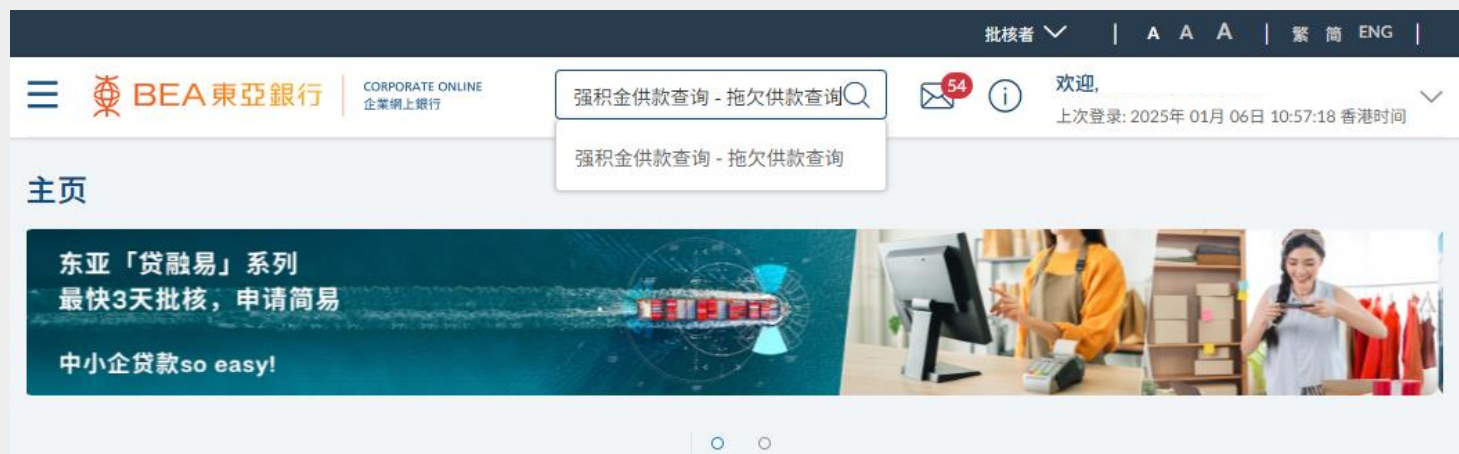 批核者 | A A A | 繁 简 ENG |
BEA東亞銀行
CORPORATE ONLINE
企業網上銀行
强积金供款查询 - 拖欠供款查询
54
欢迎,
上次登录: 2025年 01月 06日 10:57:18 香港时间
强积金供款查询 - 拖欠供款查询
主页
东亚「贷融易」系列
最快3天批核，申请简易
中小企贷款so easy!